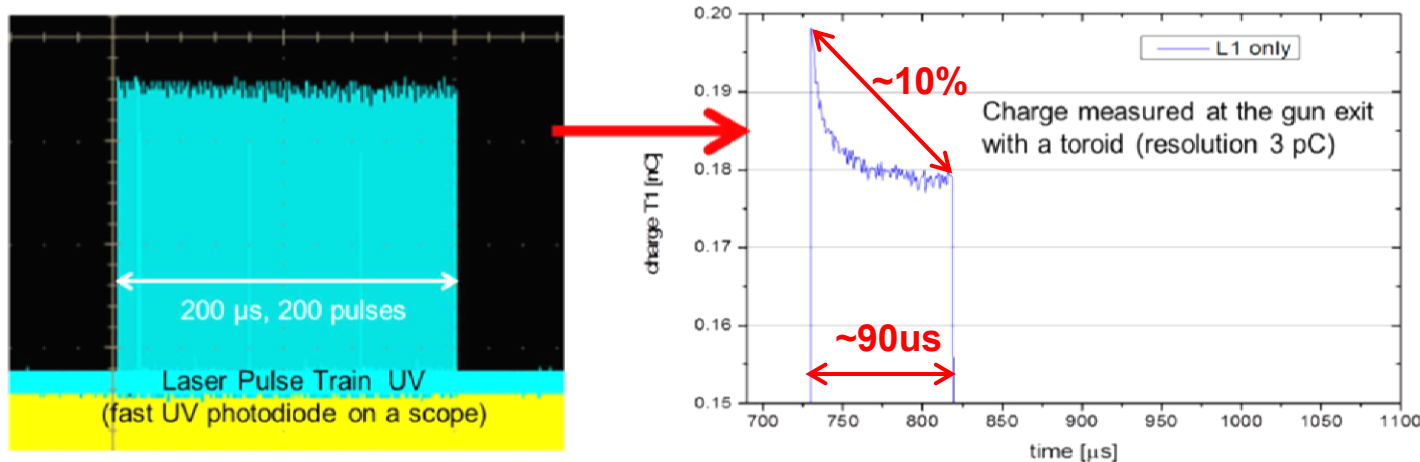 200 µs, 200 pulses
Laser Pulse Train UV
(fast UV photodiode on a scope)
0.20
0.19
0.18
0.17
0.16
0.15
charge T1 [nC]
L1 only
~10%
Charge measured at the gun exit
with a toroid (resolution 3 pC)
~90us
700 750 800 850 900 950 1000 1050 1100
time [µs]